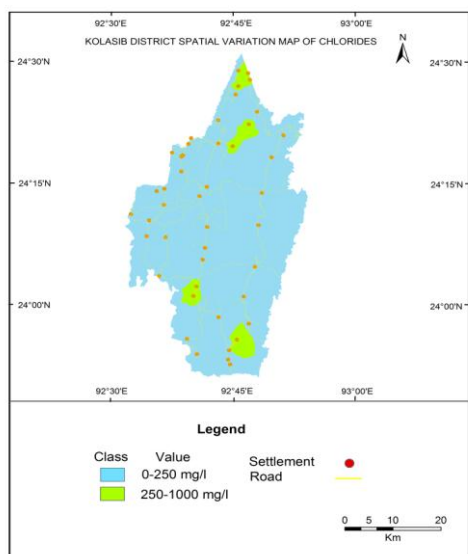 92°30'E 92°45'E 93°00'E
KOLASIB DISTRICT SPATIAL VARIATION MAP OF CHLORIDES
N
24°30'N 24°30'N
24°15'N 24°15'N
24°00'N 24°00'N
92°30'E 92°45'E 93°00'E
Legend
Class Value Settlement
0-250 mg/l Road
250-1000 mg/l
0 5 10 20
Km